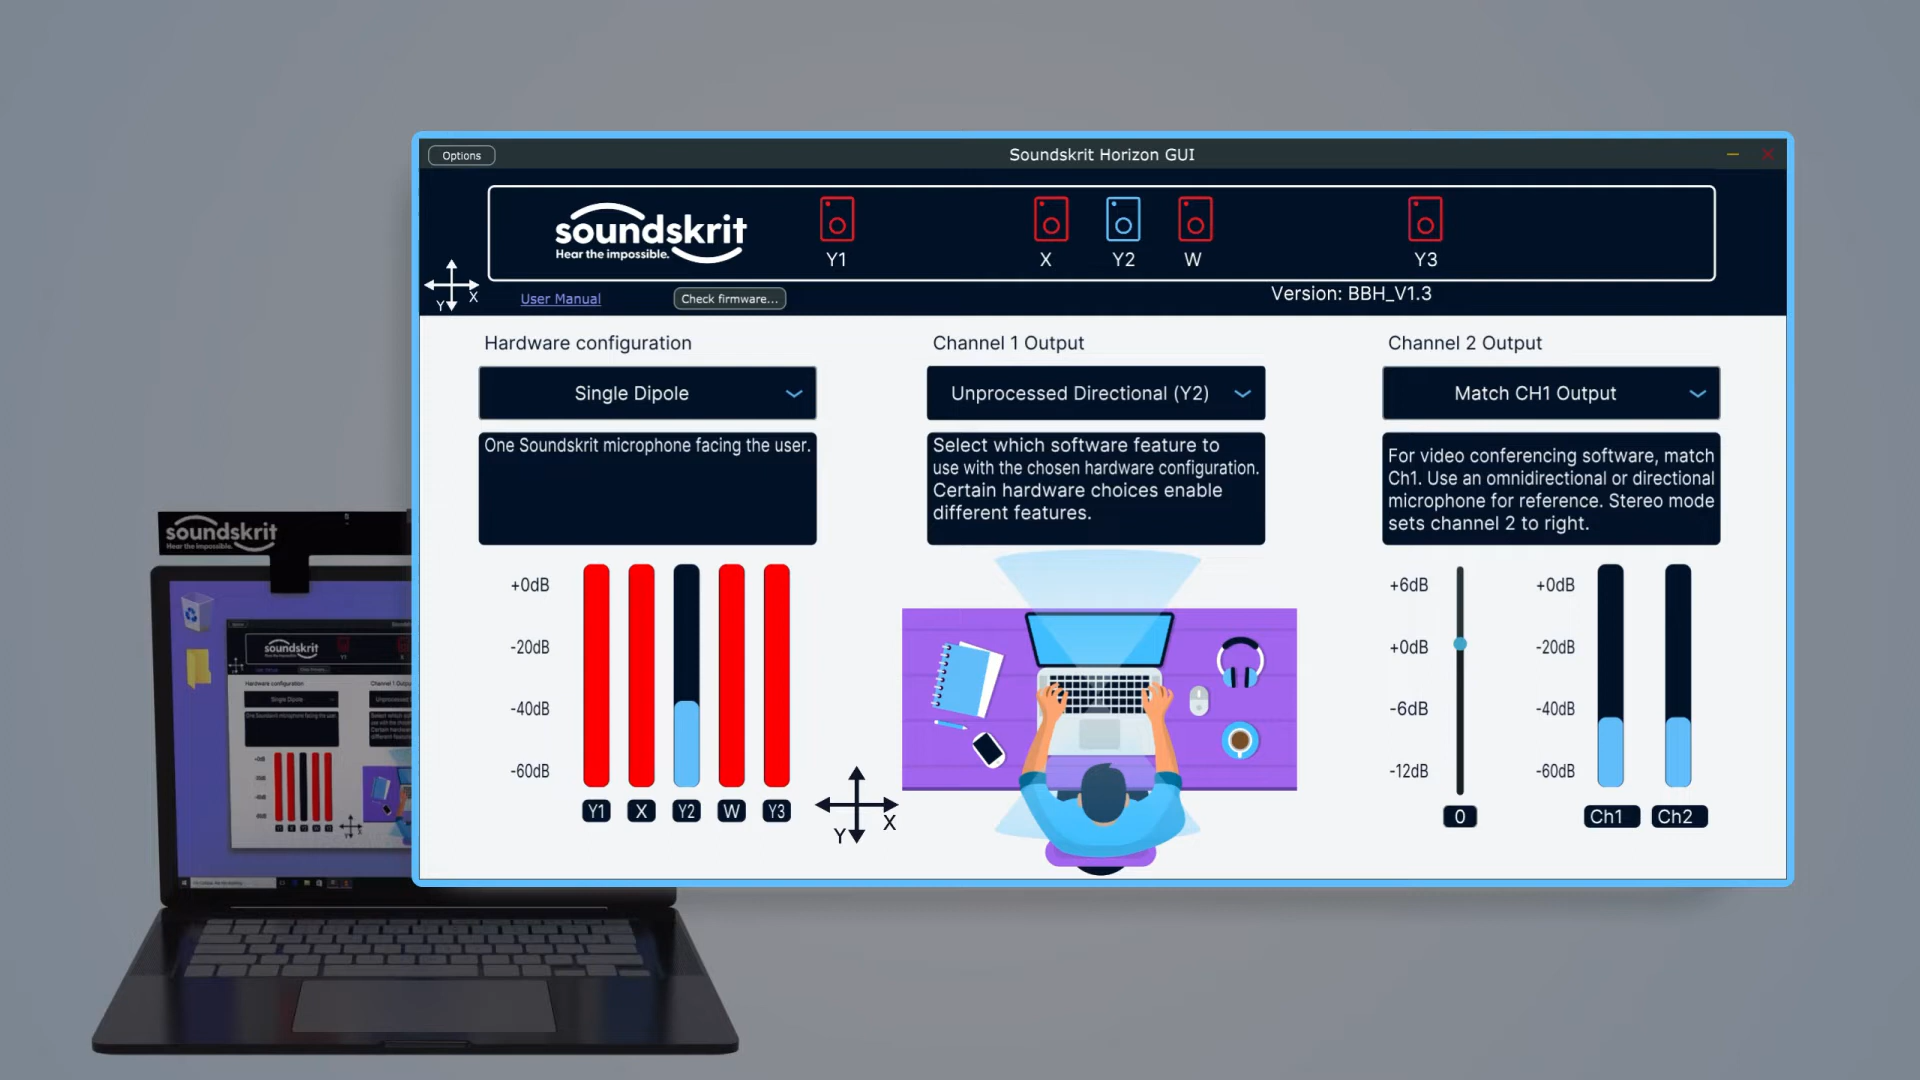 Options
Soundskrit Horizon GUI
soundskrit
Hear the impossible.
Y1
X
Y2
W
Y3
Y
X
User Manual
Check firmware...
Version: BBH_V1.3
Hardware configuration
Single Dipole
One Soundskrit microphone facing the user.
Channel 1 Output
Unprocessed Directional (Y2)
Select which software feature to
use with the chosen hardware configuration.
Certain hardware choices enable
different features.
Channel 2 Output
Match CH1 Output
For video conferencing software, match
Ch1. Use an omnidirectional or directional
microphone for reference. Stereo mode
sets channel 2 to right.
+0dB
-20dB
-40dB
-60dB
Y1
X
Y2
W
Y3
Y
X
+6dB
+0dB
-6dB
-12dB
0
+0dB
-20dB
-40dB
-60dB
Ch1
Ch2
soundskrit
Hear the impossible.
soundskrit
Hardware configuration
Single Dipole